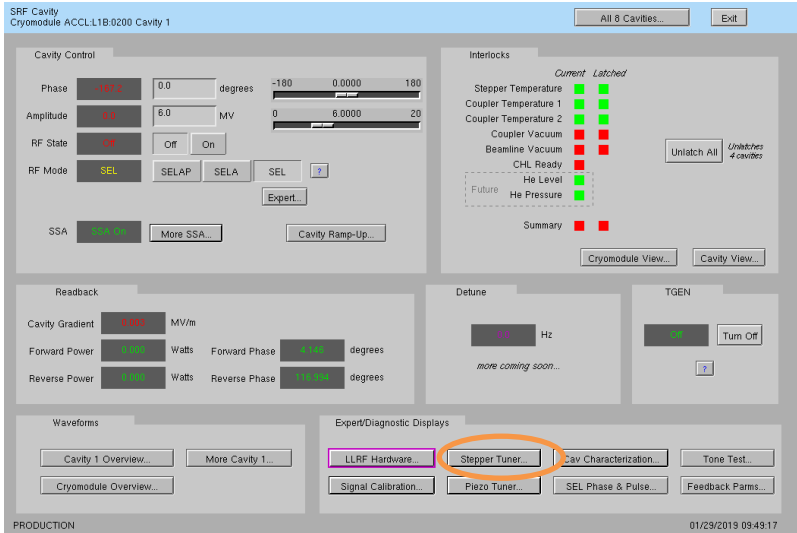 SRF Cavity
Cryomodule ACCL:L1B:0200 Cavity 1
All 8 Cavities...
Exit
Cavity Control
Phase
-167.2
0.0
degrees
-180 0.0000 180
Amplitude
6.0
MV
0 6.0000 20
RF State
Off
Off
On
RF Mode
SEL
SELAP
SELA
SEL
?
Expert...
SSA
SSA On
More SSA...
Cavity Ramp-Up...
Interlocks
Current Latched
Stepper Temperature
Coupler Temperature 1
Coupler Temperature 2
Coupler Vacuum
Beamline Vacuum
CHL Ready
Future
He Level
He Pressure
Summary
Unlatch All
Unlatches
4 cavities
Cryomodule View...
Cavity View...
Readback
Cavity Gradient
MV/m
Forward Power
0.000
Watts
Forward Phase
4.146
degrees
Reverse Power
0.000
Watts
Reverse Phase
116.994
degrees
Detune
Hz
more coming soon...
TGEN
Off
Turn Off
?
Waveforms
Cavity 1 Overview...
More Cavity 1...
Cryomodule Overview...
Expert/Diagnostic Displays
LLRF Hardware...
Stepper Tuner...
Cav Characterization...
Tone Test...
Signal Calibration...
Piezo Tuner...
SEL Phase & Pulse...
Feedback Parms...
PRODUCTION
01/29/2019 09:49:17